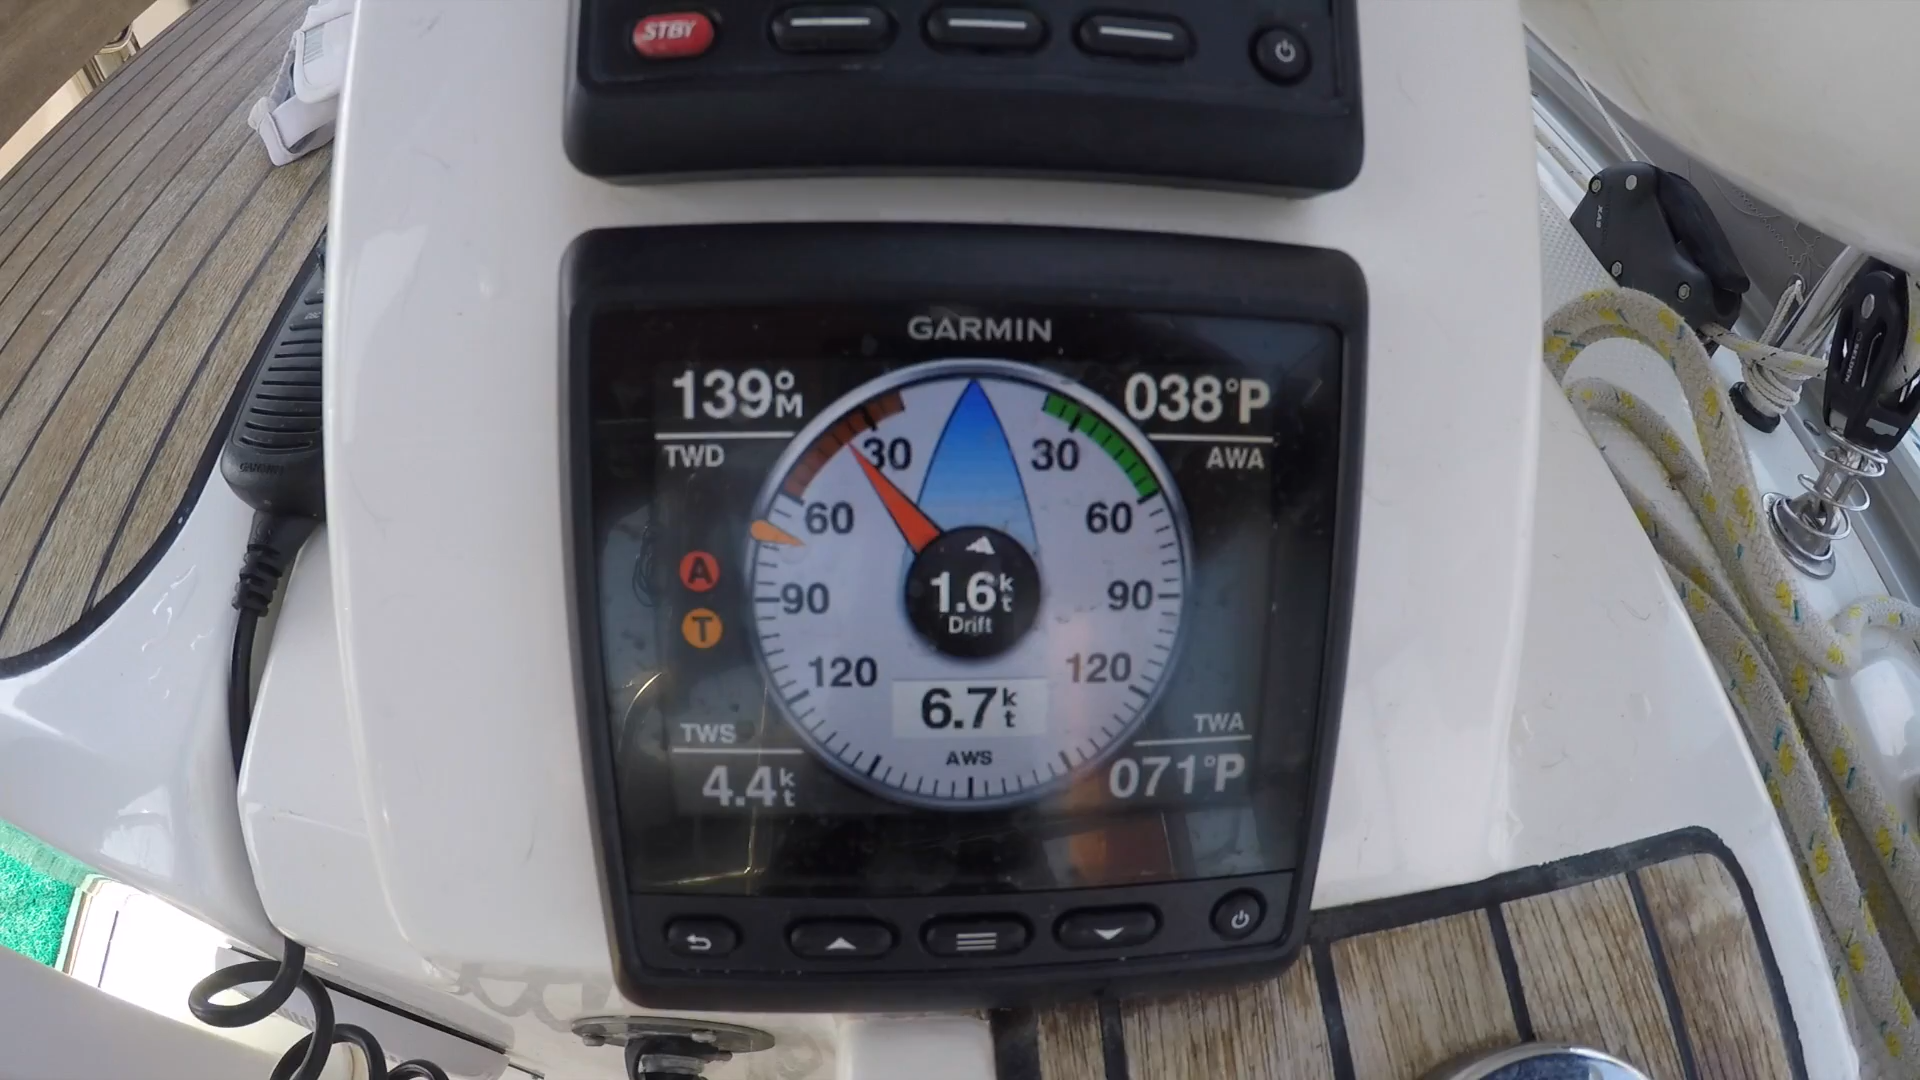 STBY
GARMIN
139°M
TWD
038°P
AWA
30
30
60
60
A
T
90
90
1.6kt
Drift
120
120
6.7kt
AWS
TWS
4.4kt
TWA
071°P